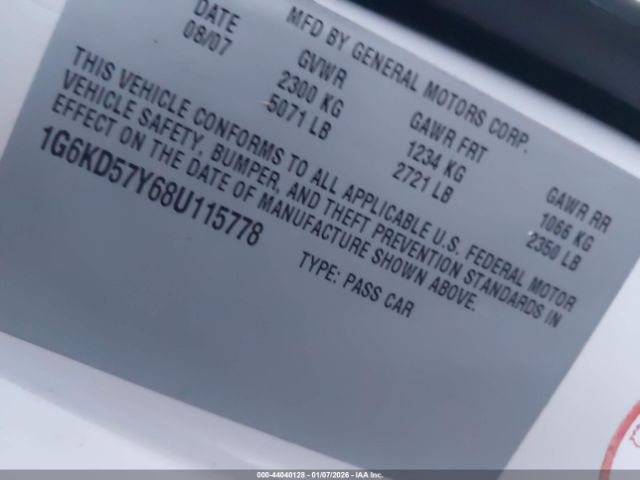 MFD BY GENERAL MOTORS CORP.
DATE GVWR GAWR FRT GAWR RR
08/07 2300 KG 1234 KG 1066 KG
5071 LB 2721 LB 2350 LB
THIS VEHICLE CONFORMS TO ALL APPLICABLE U.S. FEDERAL MOTOR
VEHICLE SAFETY, BUMPER, AND THEFT PREVENTION STANDARDS IN
EFFECT ON THE DATE OF MANUFACTURE SHOWN ABOVE.
1G6KD57Y68U115778
TYPE: PASS CAR
000-44040128 - 01/07/2026 - IAA Inc.